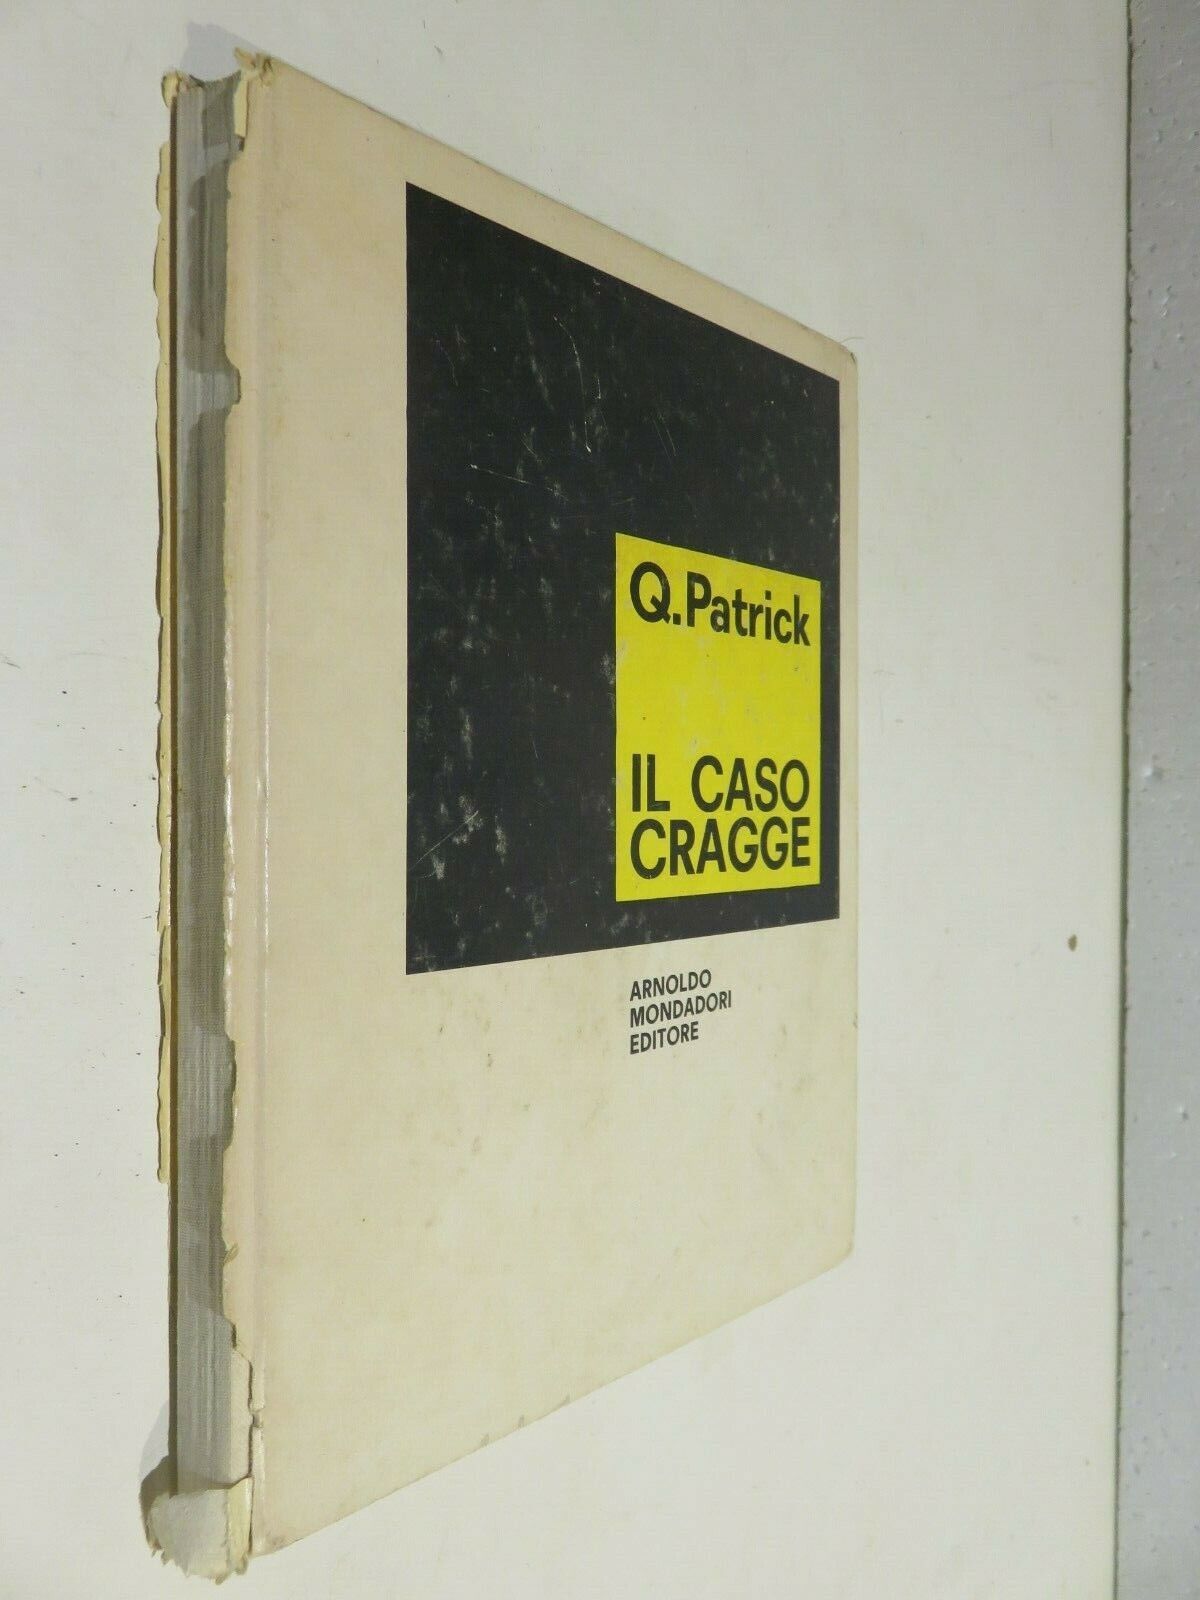 Q.Patrick
IL CASO
CRAGGE
ARNOLDO
MONDADORI
EDITORE